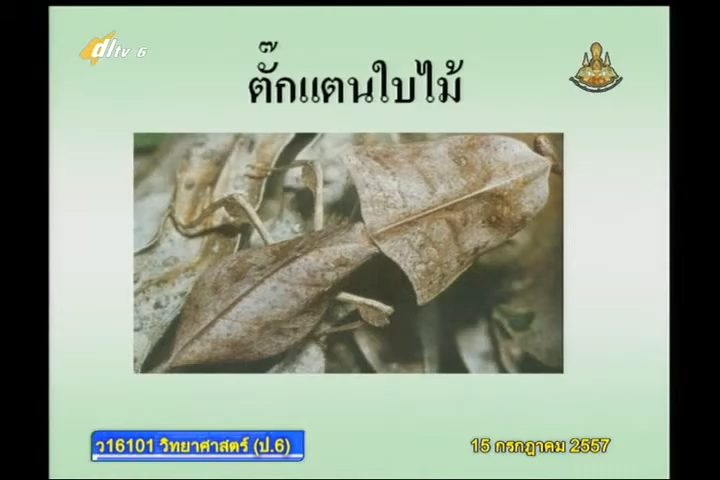 dltv 6
ตั๊กแตนใบไม้
ว16101 วิทยาศาสตร์ (ป.6)
15 กรกฎาคม 2557